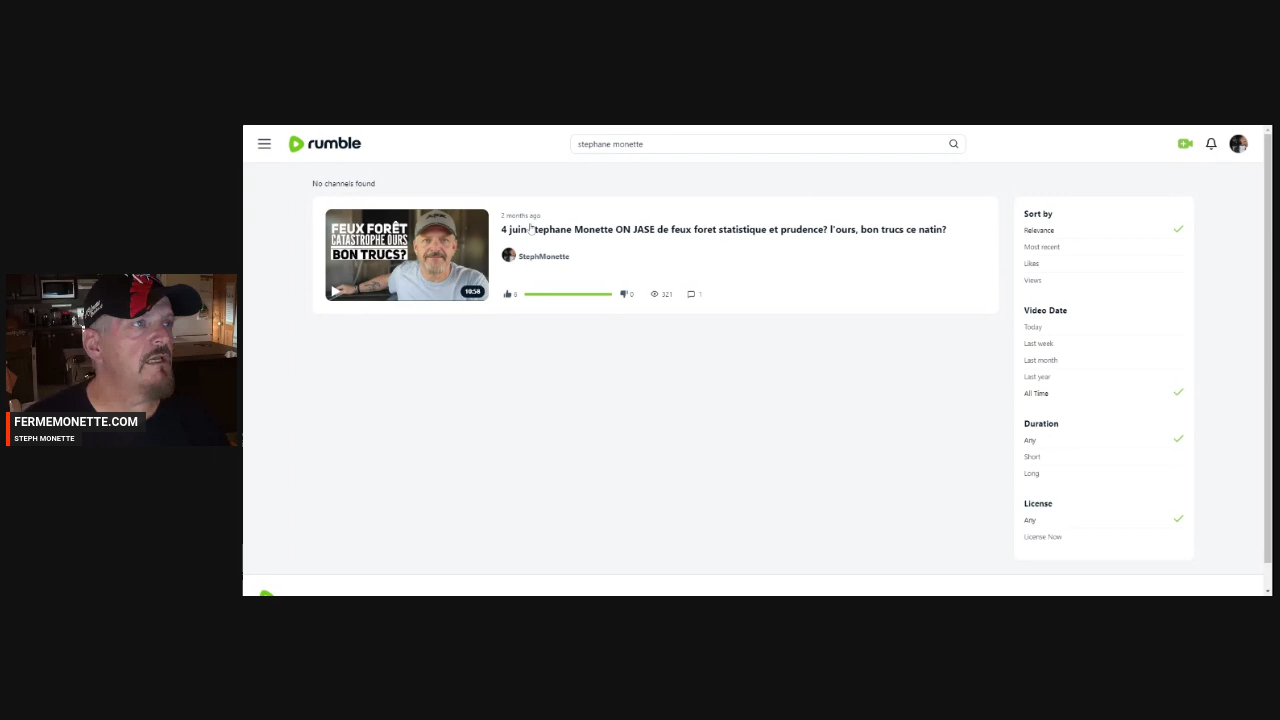 rumble
stephane monette
No channels found
FEUX FORÊT
CATASTROPHE OURS
BON TRUCS?
10:58
2 months ago
4 juin Stephane Monette ON JASE de feux foret statistique et prudence? l'ours, bon trucs ce natin?
StephMonette
6
0
321
1
Sort by
Relevance
Most recent
Likes
Views
Video Date
Today
Last week
Last month
Last year
All Time
Duration
Any
Short
Long
License
Any
License Now
FERMEMONETTE.COM
STEPH MONETTE